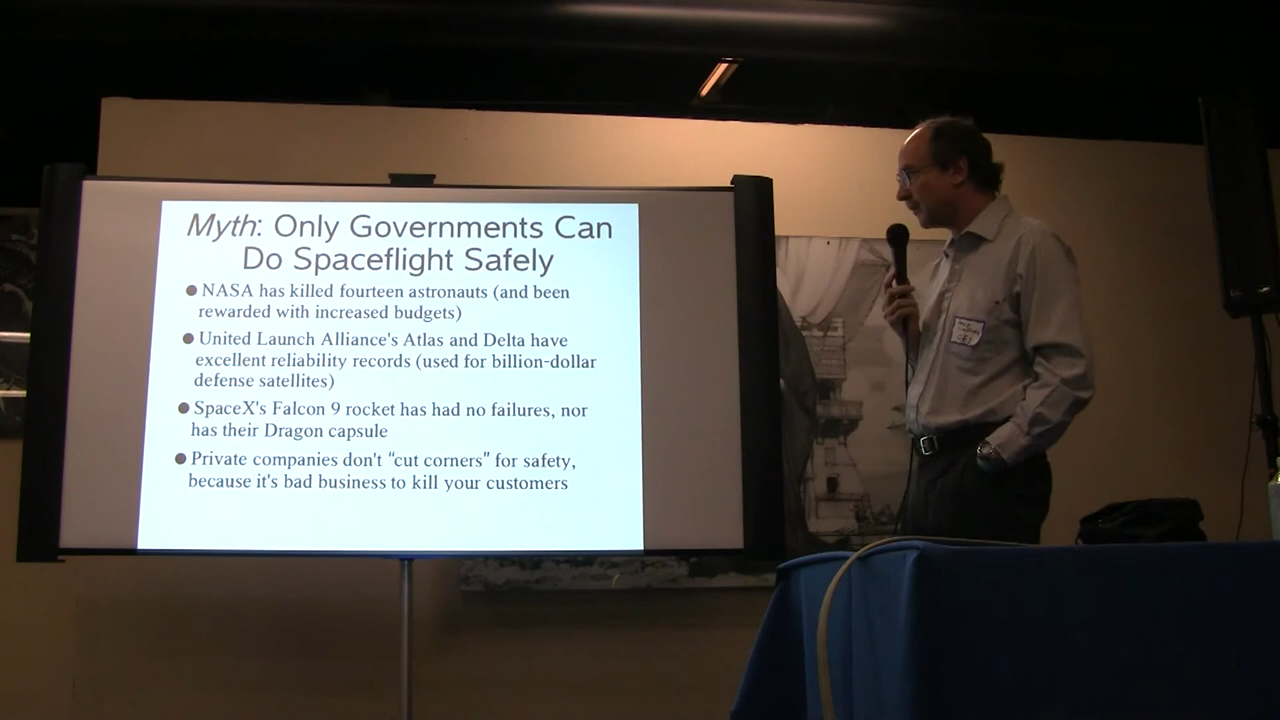 Myth: Only Governments Can
Do Spaceflight Safely
● NASA has killed fourteen astronauts (and been
rewarded with increased budgets)
● United Launch Alliance's Atlas and Delta have
excellent reliability records (used for billion-dollar
defense satellites)
● SpaceX's Falcon 9 rocket has had no failures, nor
has their Dragon capsule
● Private companies don't "cut corners" for safety,
because it's bad business to kill your customers